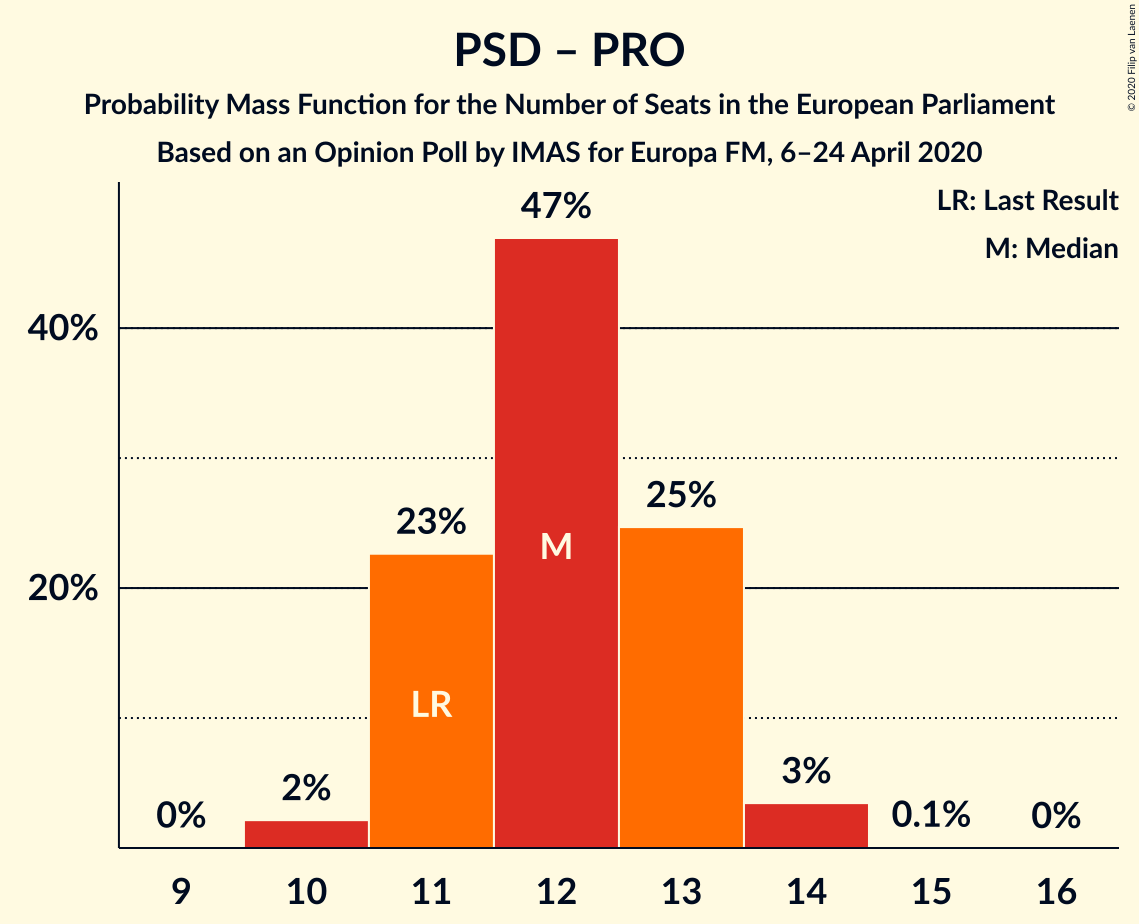 PSD – PRO
Probability Mass Function for the Number of Seats in the European Parliament
Based on an Opinion Poll by IMAS for Europa FM, 6–24 April 2020
© 2020 Filip van Laenen
LR: Last Result
M: Median
47%
40%
25%
23%
M
20%
LR
3%
2%
0%
0.1%
0%
9 10 11 12 13 14 15 16